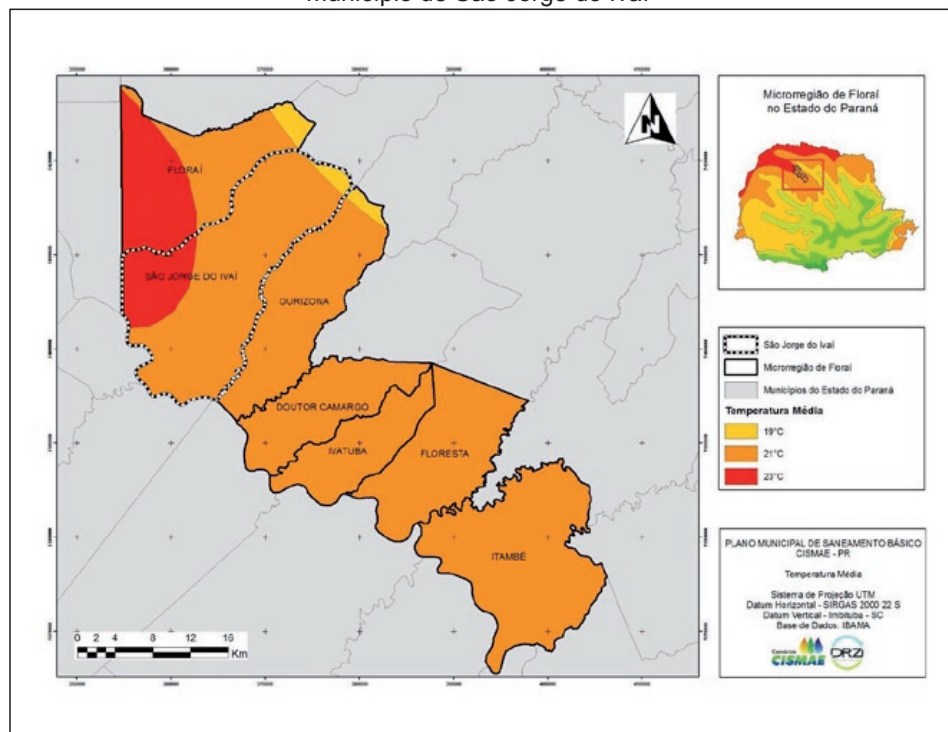 Município de São Jorge do Ivaí
N
FLORAÍ
SÃO JORGE DO IVAÍ
OURIZONA
DOUTOR CAMARGO
IVATUBA
FLORESTA
ITAMBÉ
0 2 4 8 12 16
Km
Microrregião de Floraí
no Estado do Paraná
São Jorge do Ivaí
Microrregião de Floraí
Municípios do Estado do Paraná
Temperatura Média
19°C
21°C
23°C
PLANO MUNICIPAL DE SANEAMENTO BÁSICO
CISMAE - PR
Temperatura Média
Sistema de Projeção UTM
Datum Horizontal - SIRGAS 2000 22 S
Datum Vertical - Imbituba - SC
Base de Dados: IBAMA
Consórcio
CISMAE
DRZ